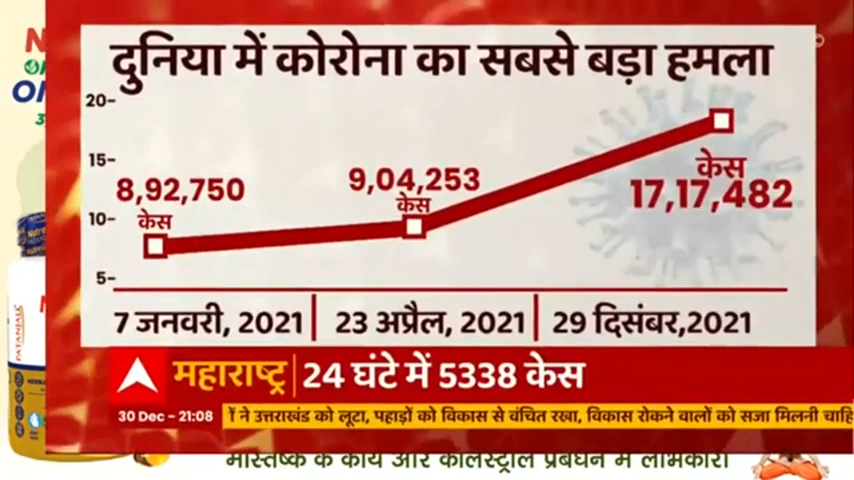 दुनिया में कोरोना का सबसे बड़ा हमला
20-
15-
10-
5-
8,92,750
केस
9,04,253
केस
केस
17,17,482
7 जनवरी, 2021
23 अप्रैल, 2021
29 दिसंबर,2021
महाराष्ट्र
24 घंटे में 5338 केस
30 Dec - 21:08
ने उत्तराखंड को लूटा, पहाड़ों को विकास से वंचित रखा, विकास रोकने वालों को सजा मिलनी
PATANJALI
मस्तिष्क के कार्य और कोलेस्ट्रॉल प्रबंधन में लाभकारी